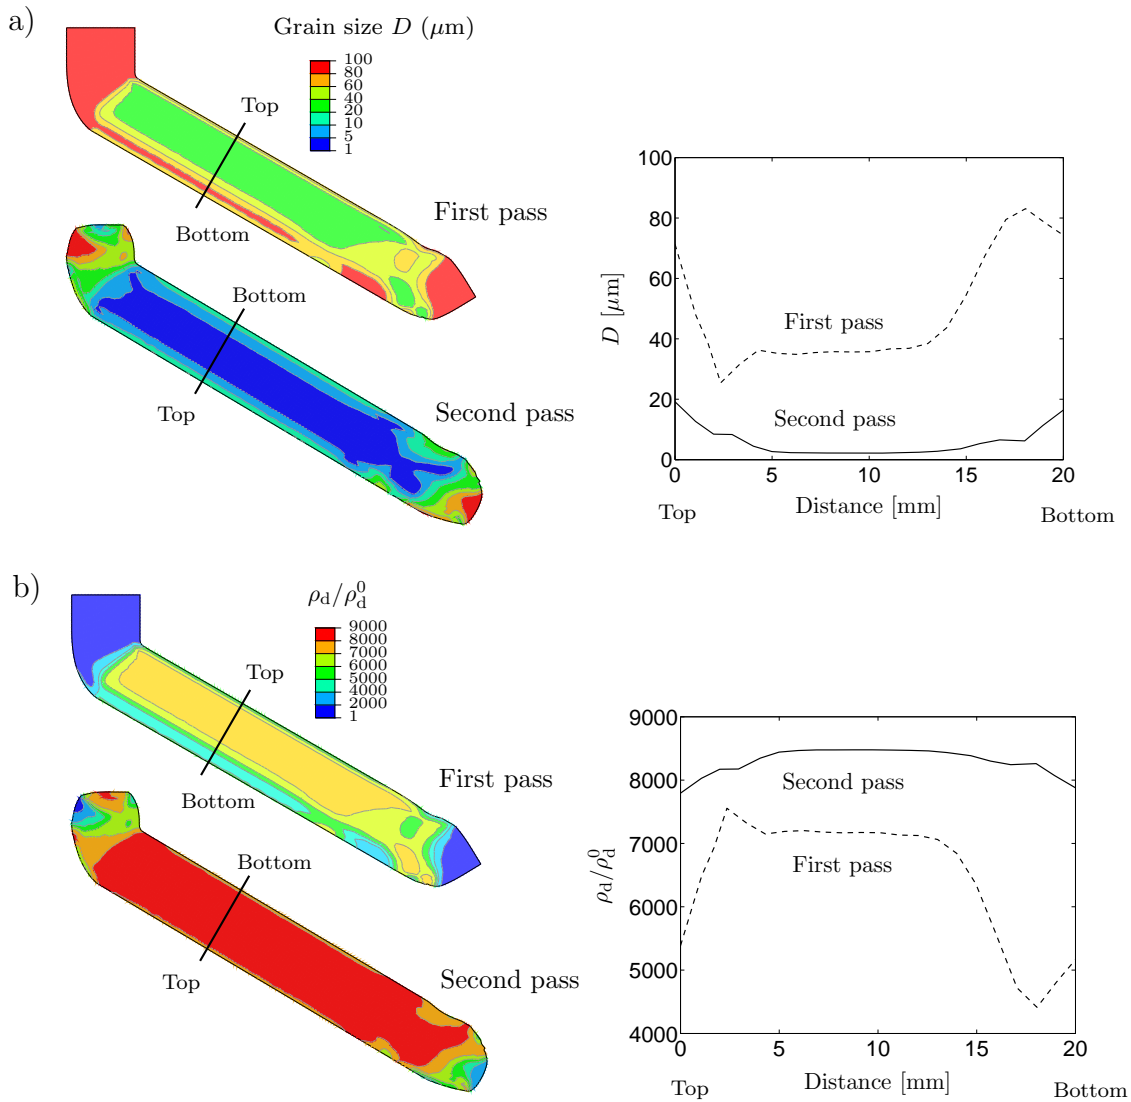 a)
Grain size D (μm)
100
80
60
40
20
10
5
1
Top
Bottom
First pass
Bottom
Top
Second pass
100
80
60
40
20
0
D [μm]
First pass
Second pass
0 5 10 15 20
Distance [mm]
Top
Bottom
b)
ρd/ρd0
9000
8000
7000
6000
5000
4000
2000
1
Top
Bottom
First pass
Bottom
Top
Second pass
9000
8000
7000
6000
5000
4000
ρd/ρd0
Second pass
First pass
0 5 10 15 20
Distance [mm]
Top
Bottom